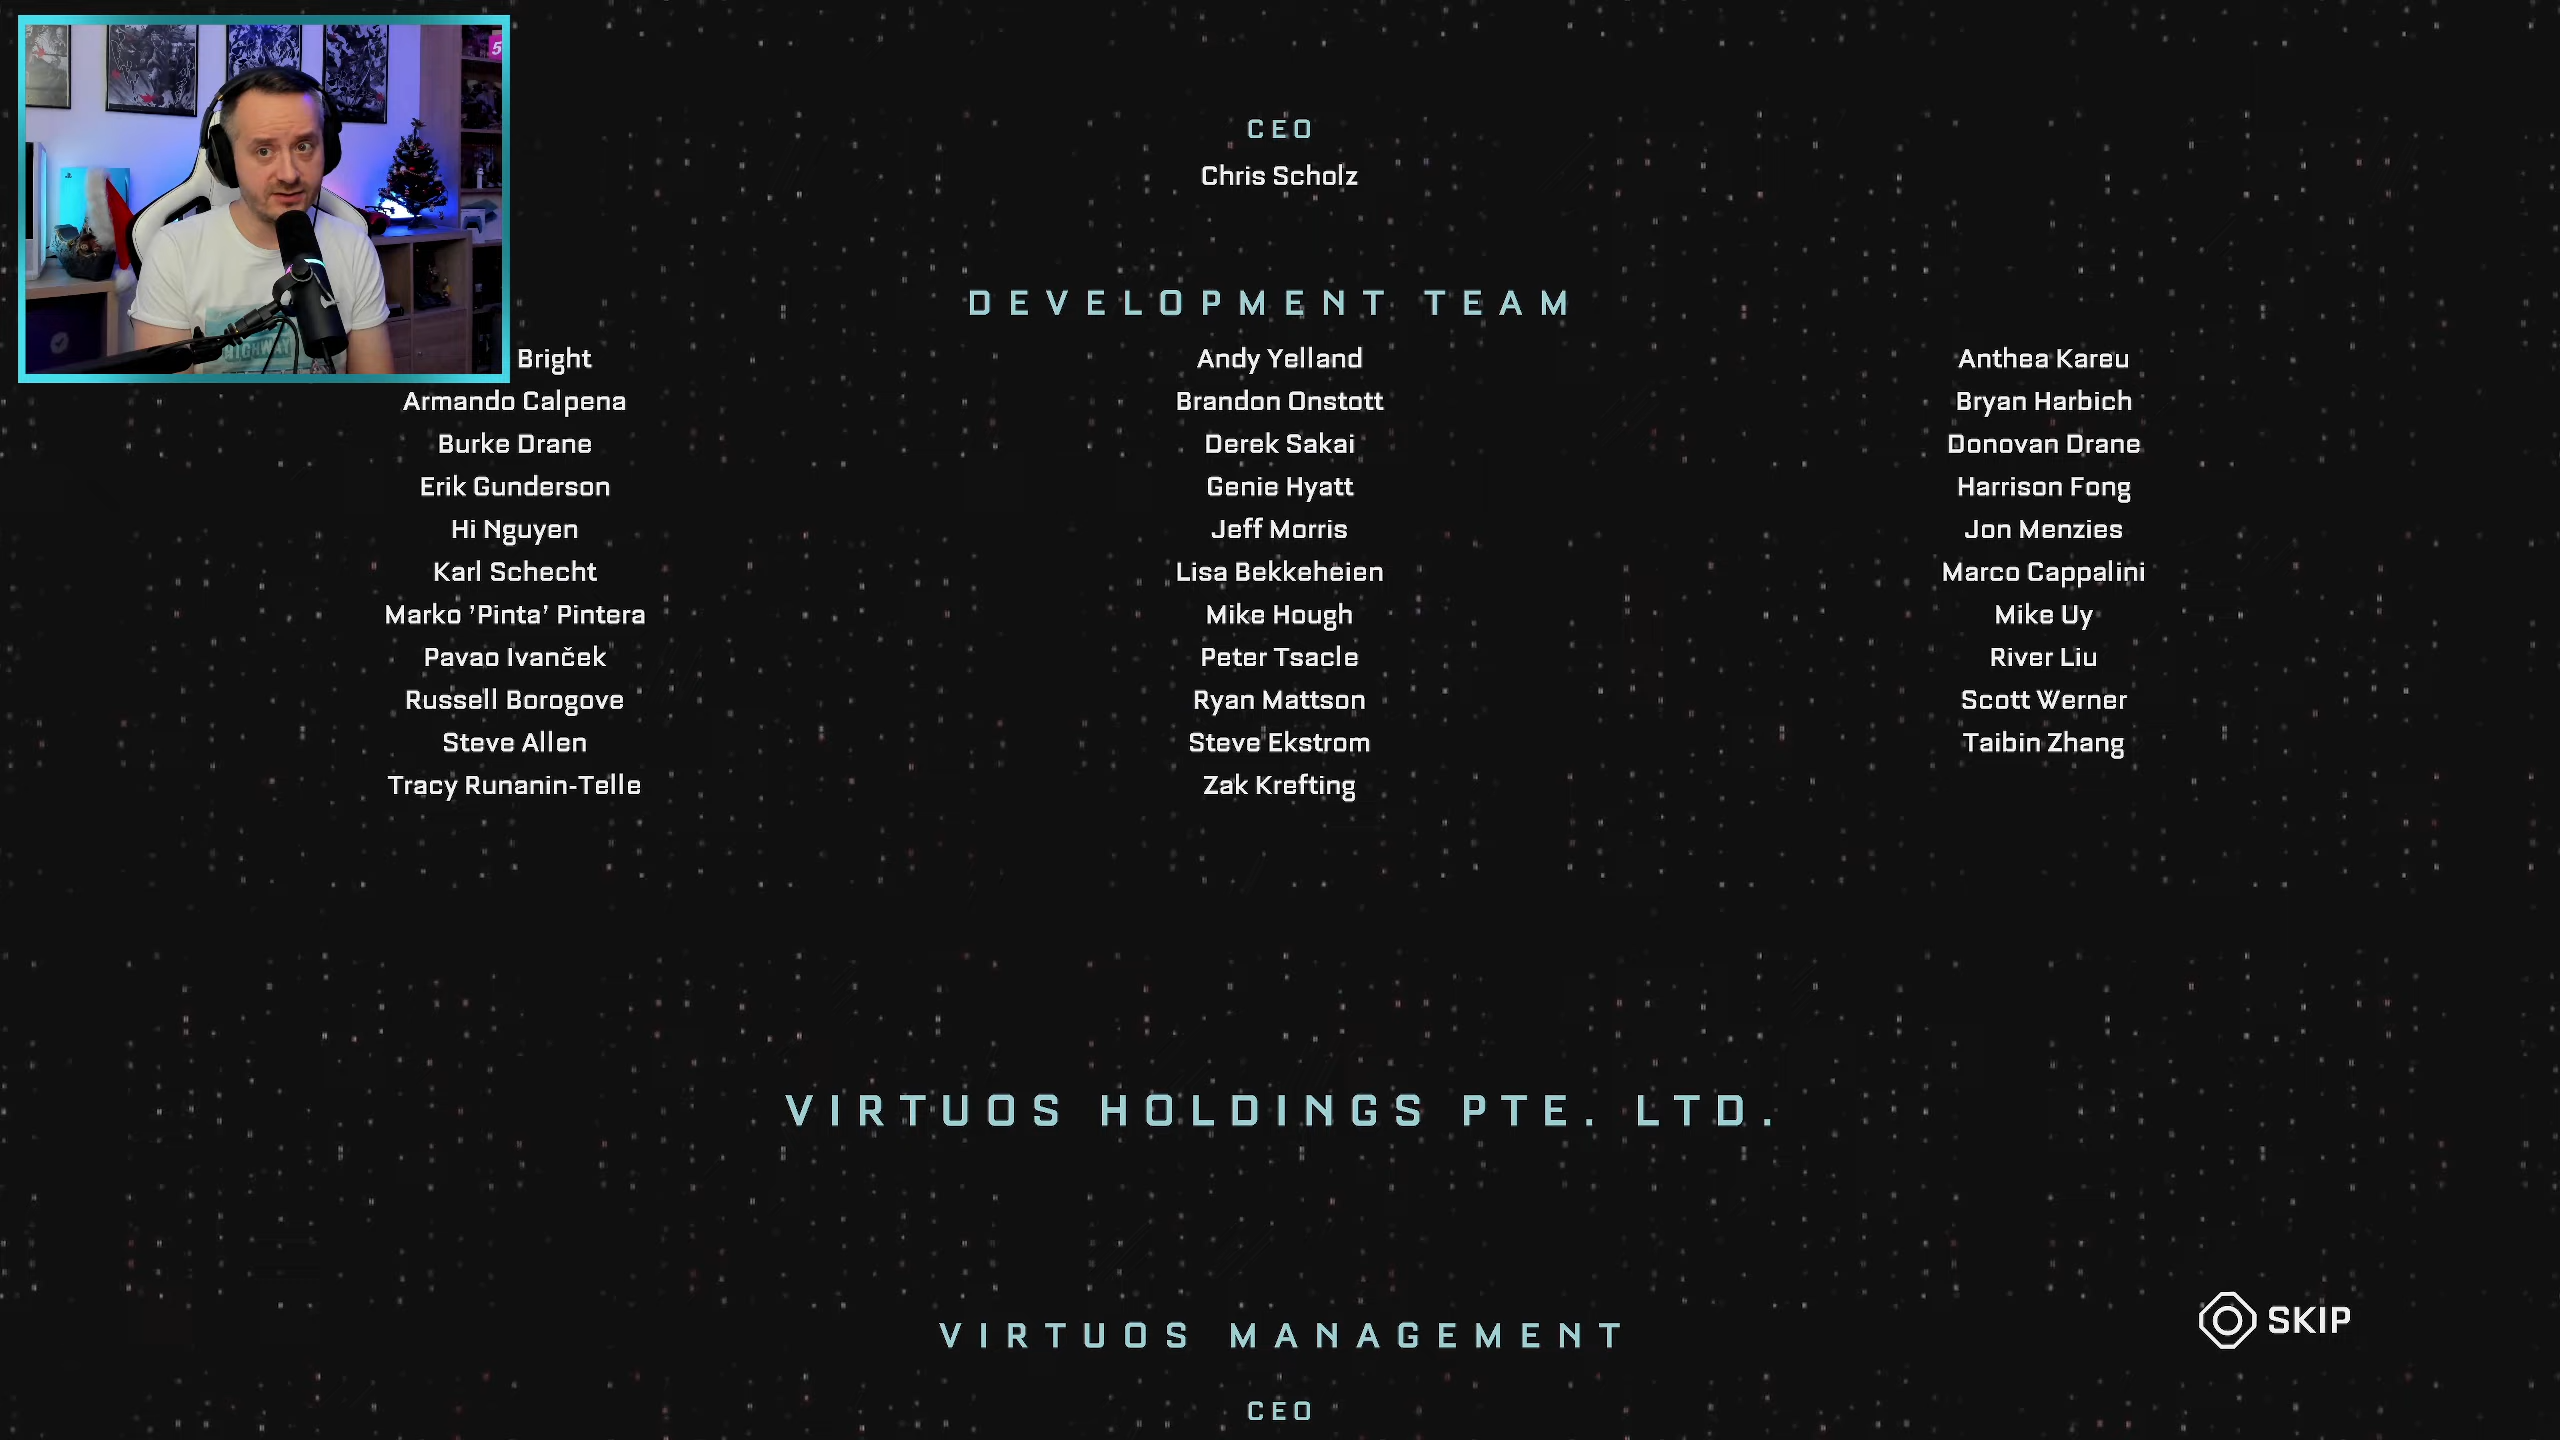 CEO
Chris Scholz
DEVELOPMENT TEAM
Bright Andy Yelland Anthea Kareu
Armando Calpena Brandon Onstott Bryan Harbich
Burke Drane Derek Sakai Donovan Drane
Erik Gunderson Genie Hyatt Harrison Fong
Hi Nguyen Jeff Morris Jon Menzies
Karl Schecht Lisa Bekkeheien Marco Cappalini
Marko 'Pinta' Pintera Mike Hough Mike Uy
Pavao Ivanček Peter Tsacle River Liu
Russell Borogove Ryan Mattson Scott Werner
Steve Allen Steve Ekstrom Taibin Zhang
Tracy Runanin-Telle Zak Krefting
VIRTUOS HOLDINGS PTE. LTD.
VIRTUOS MANAGEMENT
SKIP
CEO